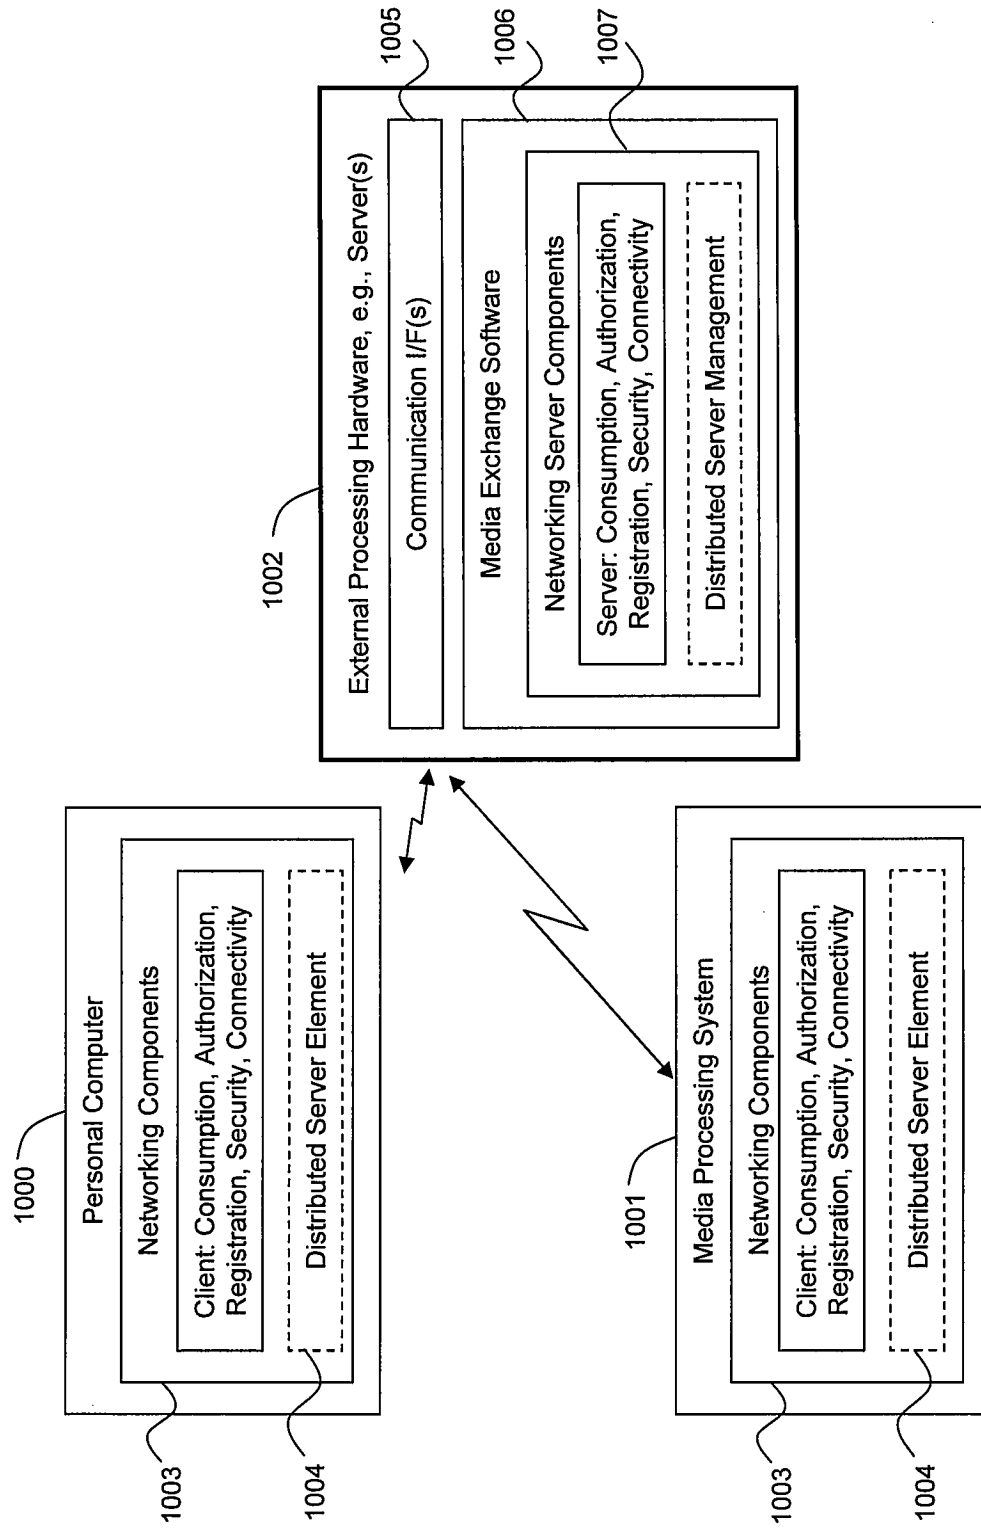 1000
Personal Computer
Networking Components
Client: Consumption, Authorization,
Registration, Security, Connectivity
Distributed Server Element
1003
1004
1002
External Processing Hardware, e.g., Server(s)
Communication I/F(s)
Media Exchange Software
Networking Server Components
Server: Consumption, Authorization,
Registration, Security, Connectivity
Distributed Server Management
1005
1006
1007
1001
Media Processing System
Networking Components
Client: Consumption, Authorization,
Registration, Security, Connectivity
Distributed Server Element
1003
1004